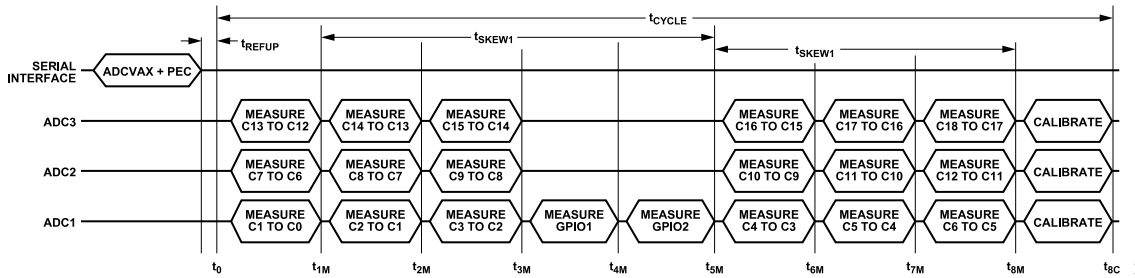 tCYCLE
tREFUP
tSKEW1
tSKEW1
SERIAL
INTERFACE
ADCVAX + PEC
ADC3
MEASURE
C13 TO C12
MEASURE
C14 TO C13
MEASURE
C15 TO C14
MEASURE
C16 TO C15
MEASURE
C17 TO C16
MEASURE
C18 TO C17
CALIBRATE
ADC2
MEASURE
C7 TO C6
MEASURE
C8 TO C7
MEASURE
C9 TO C8
MEASURE
C10 TO C9
MEASURE
C11 TO C10
MEASURE
C12 TO C11
CALIBRATE
ADC1
MEASURE
C1 TO C0
MEASURE
C2 TO C1
MEASURE
C3 TO C2
MEASURE
GPIO1
MEASURE
GPIO2
MEASURE
C4 TO C3
MEASURE
C5 TO C4
MEASURE
C6 TO C5
CALIBRATE
t0
t1M
t2M
t3M
t4M
t5M
t6M
t7M
t8M
t8C